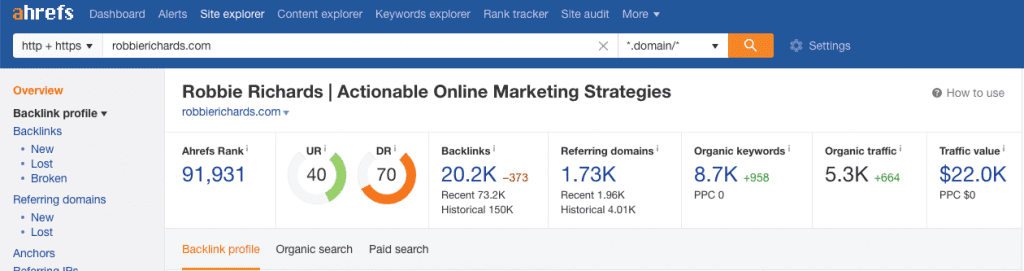 ahrefs Dashboard Alerts Site explorer Content explorer Keywords explorer Rank tracker Site audit More
http + https robbierichards.com *.domain/* Settings
Overview
Backlink profile
Backlinks
New
Lost
Broken
Referring domains
New
Lost
Anchors
Referring IPs
Robbie Richards | Actionable Online Marketing Strategies
How to use
robbierichards.com
Ahrefs Rank i
91,931
UR i
40
DR i
70
Backlinks i
20.2K –373
Recent 73.2K
Historical 150K
Referring domains i
1.73K
Recent 1.96K
Historical 4.01K
Organic keywords i
8.7K +958
PPC 0
Organic traffic i
5.3K +664
Traffic value i
$22.0K
PPC $0
Backlink profile Organic search Paid search